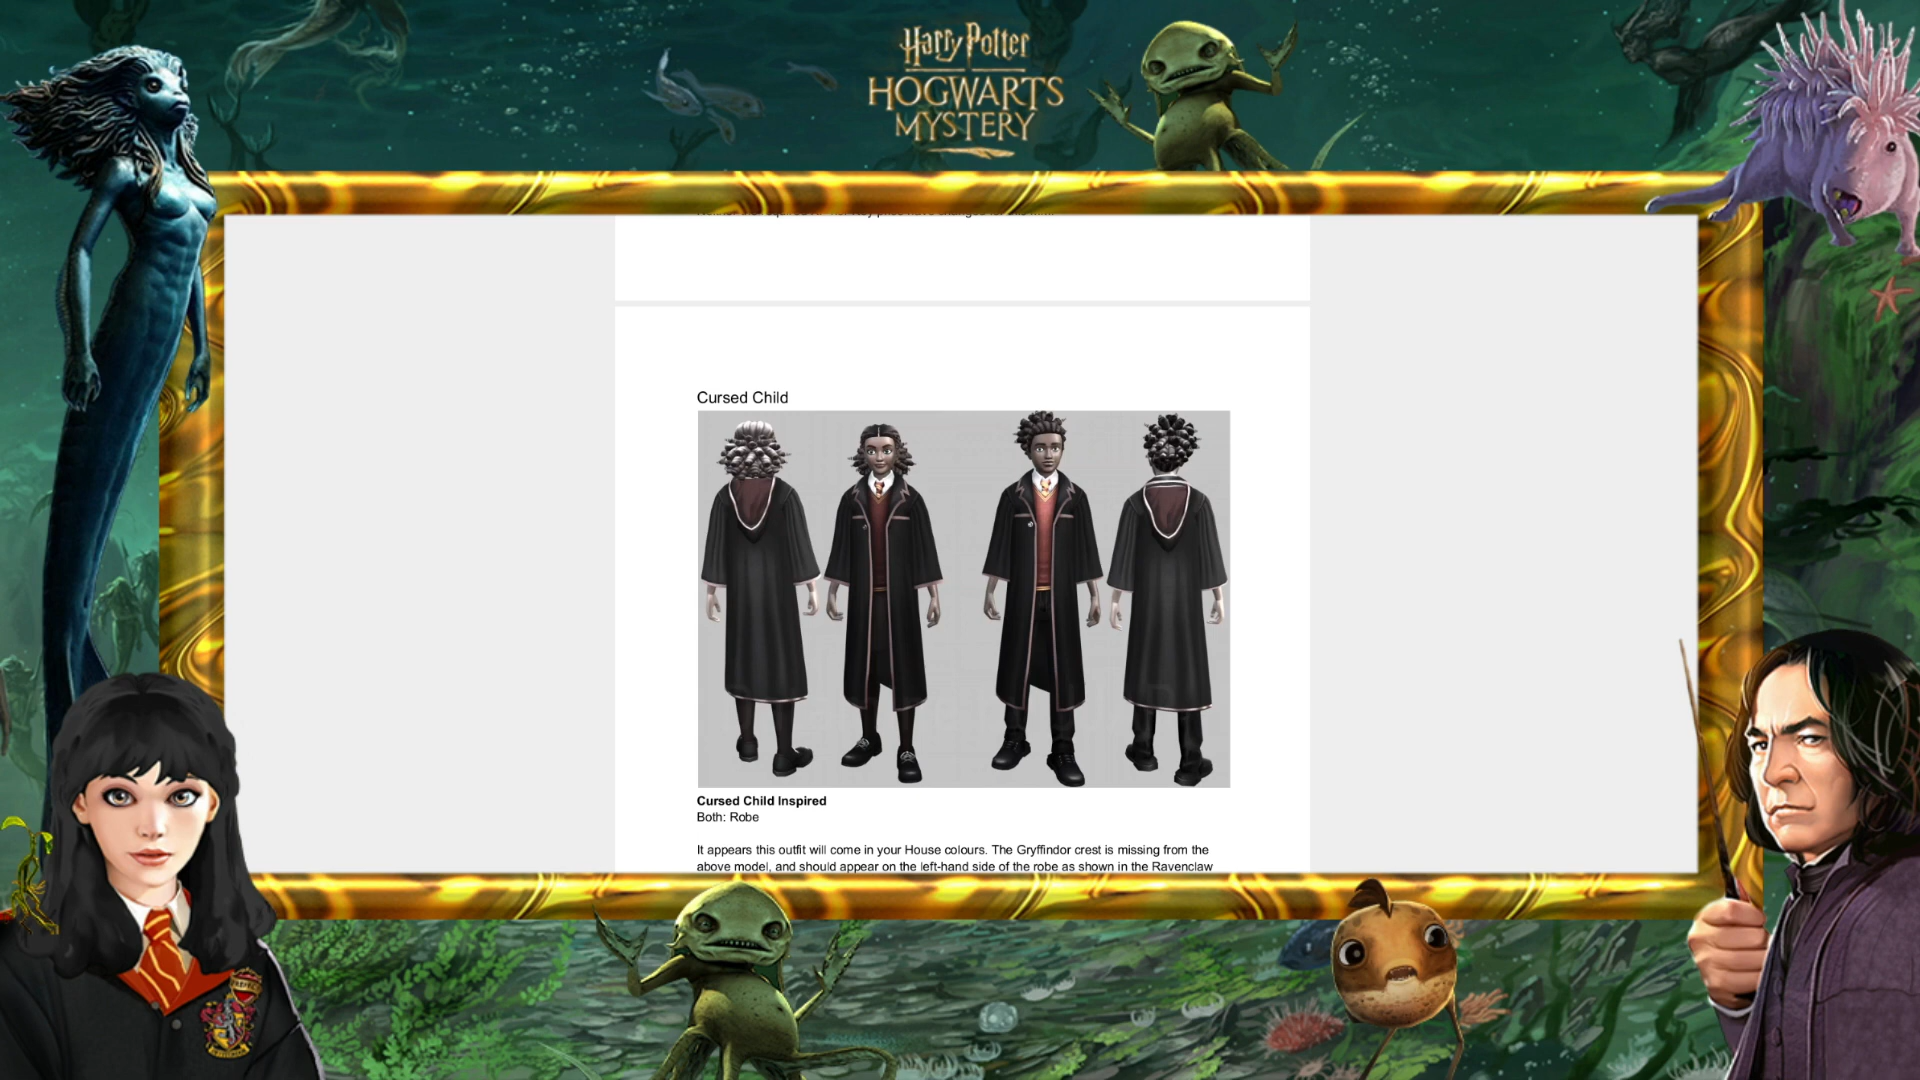 Harry Potter
HOGWARTS
MYSTERY
Cursed Child
Cursed Child Inspired
Both: Robe
It appears this outfit will come in your House colours. The Gryffindor crest is missing from the
above model, and should appear on the left-hand side of the robe as shown in the Ravenclaw
PREFECT